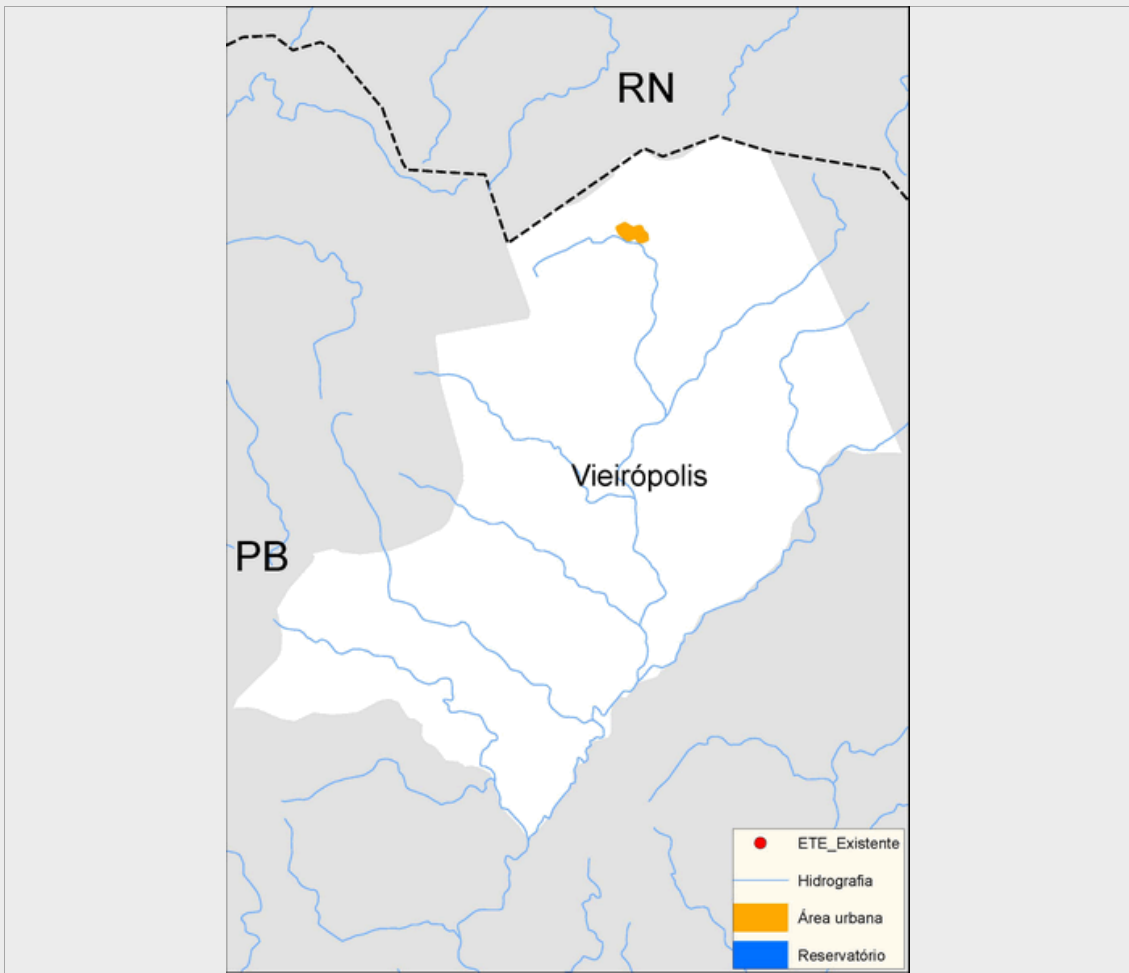 RN
Vieirópolis
PB
ETE_Existente
Hidrografia
Área urbana
Reservatório